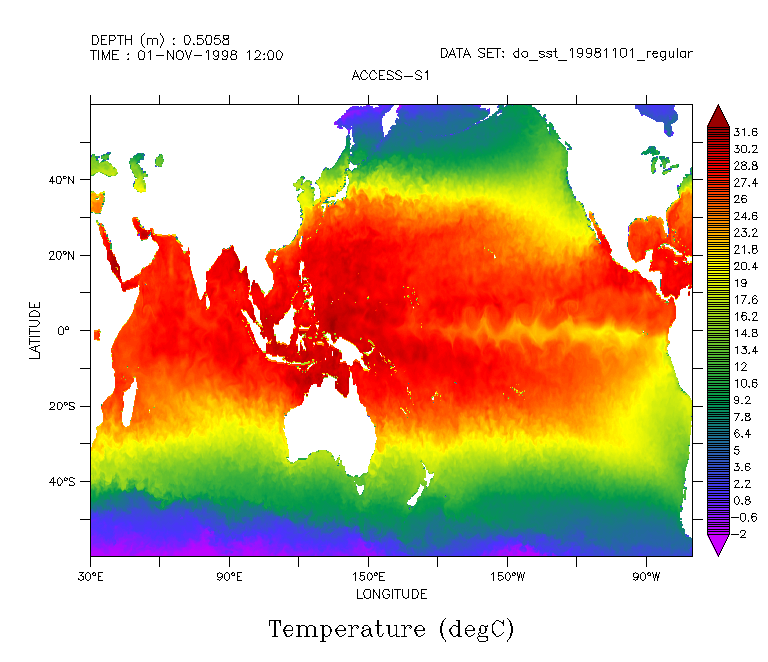 DEPTH (m) : 0.5058
TIME : 01-NOV-1998 12:00
DATA SET: do_sst_19981101_regular
ACCESS-S1
31.6
30.2
28.8
27.4
26
24.6
23.2
21.8
20.4
19
17.6
16.2
14.8
13.4
12
10.6
9.2
7.8
6.4
5
3.6
2.2
0.8
-0.6
-2
LATITUDE
40°N
20°N
0°
20°S
40°S
30°E
90°E
150°E
150°W
90°W
LONGITUDE
Temperature (degC)